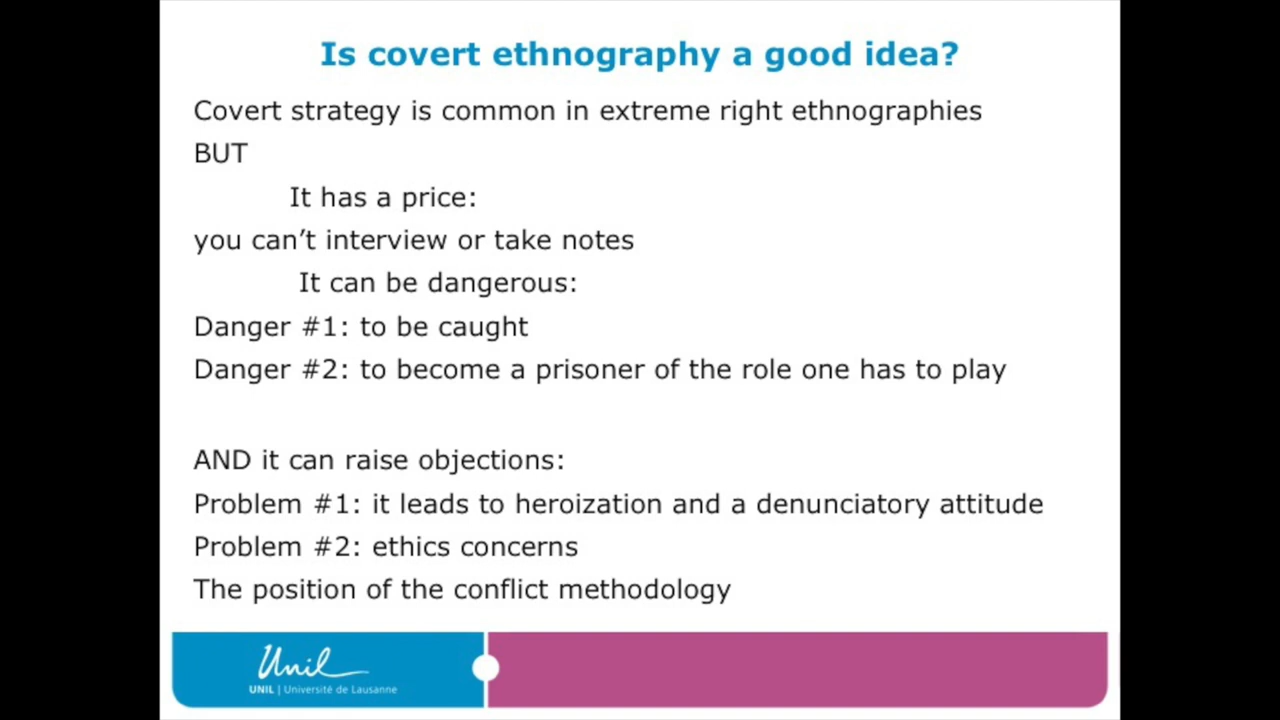 Is covert ethnography a good idea?
Covert strategy is common in extreme right ethnographies
BUT
It has a price:
you can't interview or take notes
It can be dangerous:
Danger #1: to be caught
Danger #2: to become a prisoner of the role one has to play
AND it can raise objections:
Problem #1: it leads to heroization and a denunciatory attitude
Problem #2: ethics concerns
The position of the conflict methodology
Unil
UNIL | Université de Lausanne